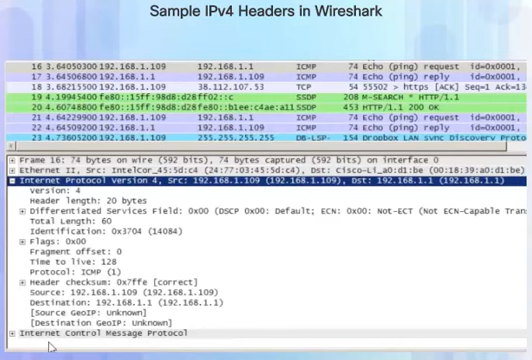 Sample IPv4 Headers in Wireshark
16 3.64050300 192.168.1.109 192.168.1.1 ICMP 74 Echo (ping) request id=0x0001,
17 3.64506800 192.168.1.1 192.168.1.109 ICMP 74 Echo (ping) reply id=0x0001,
18 3.68215500 192.168.1.109 38.112.107.53 TCP 54 55502 > https [ACK] Seq=1 Ack=13
19 4.19945400 fe80::15ff:98d8:d28ff02::c SSDP 208 M-SEARCH * HTTP/1.1
20 4.60748800 fe80::15ff:98d8:d28fe80::b1ee:c4ae:a11 SSDP 453 HTTP/1.1 200 OK
21 4.64229900 192.168.1.109 192.168.1.1 ICMP 74 Echo (ping) request id=0x0001,
22 4.64509200 192.168.1.1 192.168.1.109 ICMP 74 Echo (ping) reply id=0x0001,
23 4.73605200 192.168.1.109 255.255.255.255 DB-LSP- 154 Dropbox LAN sync Discovery Proto
Frame 16: 74 bytes on wire (592 bits), 74 bytes captured (592 bits) on interface 0
Ethernet II, Src: IntelCor_45:5d:c4 (24:77:03:45:5d:c4), Dst: Cisco-Li_a0:d1:be (00:18:39:a0:d1:be)
Internet Protocol Version 4, Src: 192.168.1.109 (192.168.1.109), Dst: 192.168.1.1 (192.168.1.1)
Version: 4
Header length: 20 bytes
Differentiated Services Field: 0x00 (DSCP 0x00: Default; ECN: 0x00: Not-ECT (Not ECN-Capable Trans
Total Length: 60
Identification: 0x3704 (14084)
Flags: 0x00
Fragment offset: 0
Time to live: 128
Protocol: ICMP (1)
Header checksum: 0x7ffe [correct]
Source: 192.168.1.109 (192.168.1.109)
Destination: 192.168.1.1 (192.168.1.1)
[Source GeoIP: Unknown]
[Destination GeoIP: Unknown]
Internet Control Message Protocol